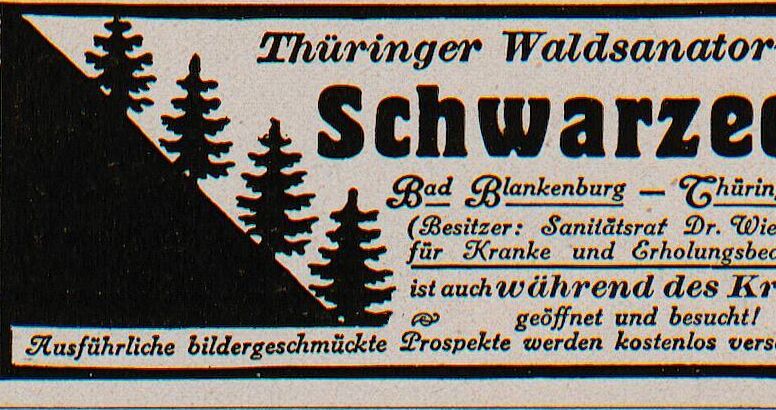 Thüringer Waldsanator
Schwarze
Bad Blankenburg — Thürin
(Besitzer: Sanitätsrat Dr. Wie
für Kranke und Erholungsbed
ist auch während des Kr
geöffnet und besucht!
Ausführliche bildergeschmückte Prospekte werden kostenlos vers